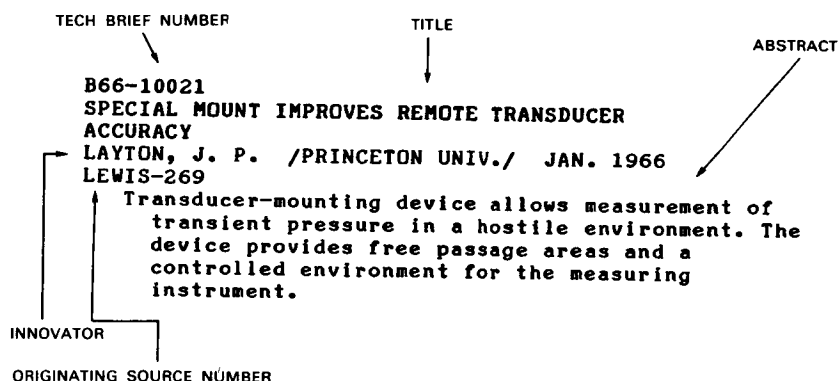 TECH BRIEF NUMBER
TITLE
ABSTRACT
B66-10021
SPECIAL MOUNT IMPROVES REMOTE TRANSDUCER
ACCURACY
LAYTON, J. P. /PRINCETON UNIV./ JAN. 1966
LEWIS-269
Transducer-mounting device allows measurement of
transient pressure in a hostile environment. The
device provides free passage areas and a
controlled environment for the measuring
instrument.
INNOVATOR
ORIGINATING SOURCE NUMBER